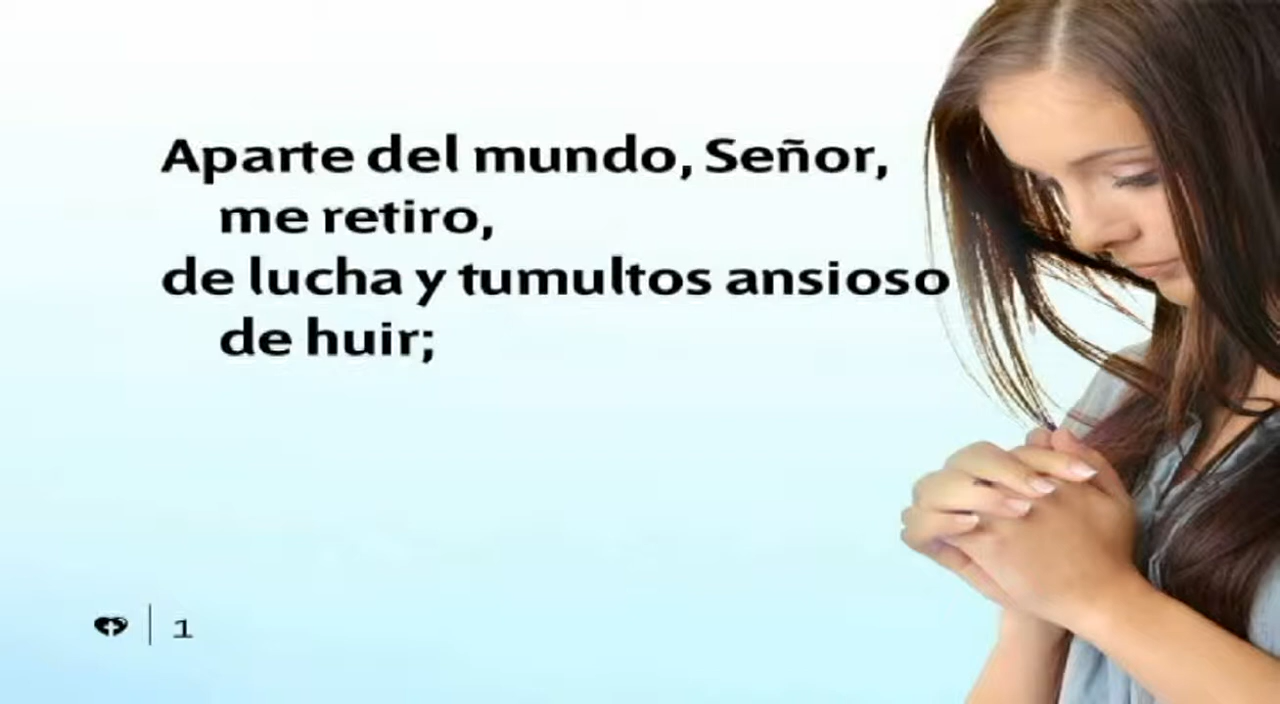 Aparte del mundo, Señor,
me retiro,
de lucha y tumultos ansioso
de huir;
1